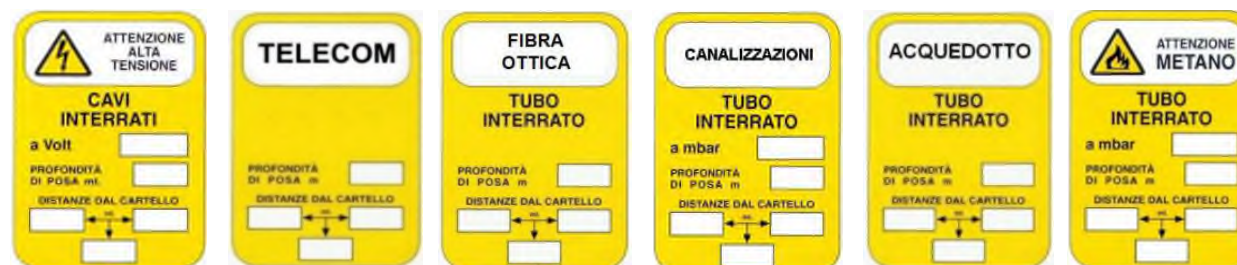 ATTENZIONE
ALTA
TENSIONE
CAVI
INTERRATI
a Volt
PROFONDITÀ
DI POSA mt.
DISTANZE DAL CARTELLO
TELECOM
PROFONDITÀ
DI POSA m
DISTANZE DAL CARTELLO
FIBRA
OTTICA
TUBO
INTERRATO
PROFONDITÀ
DI POSA m
DISTANZE DAL CARTELLO
CANALIZZAZIONI
TUBO
INTERRATO
a mbar
PROFONDITÀ
DI POSA m
DISTANZE DAL CARTELLO
ACQUEDOTTO
TUBO
INTERRATO
PROFONDITÀ
DI POSA m
DISTANZE DAL CARTELLO
ATTENZIONE
METANO
TUBO
INTERRATO
a mbar
PROFONDITÀ
DI POSA m
DISTANZE DAL CARTELLO